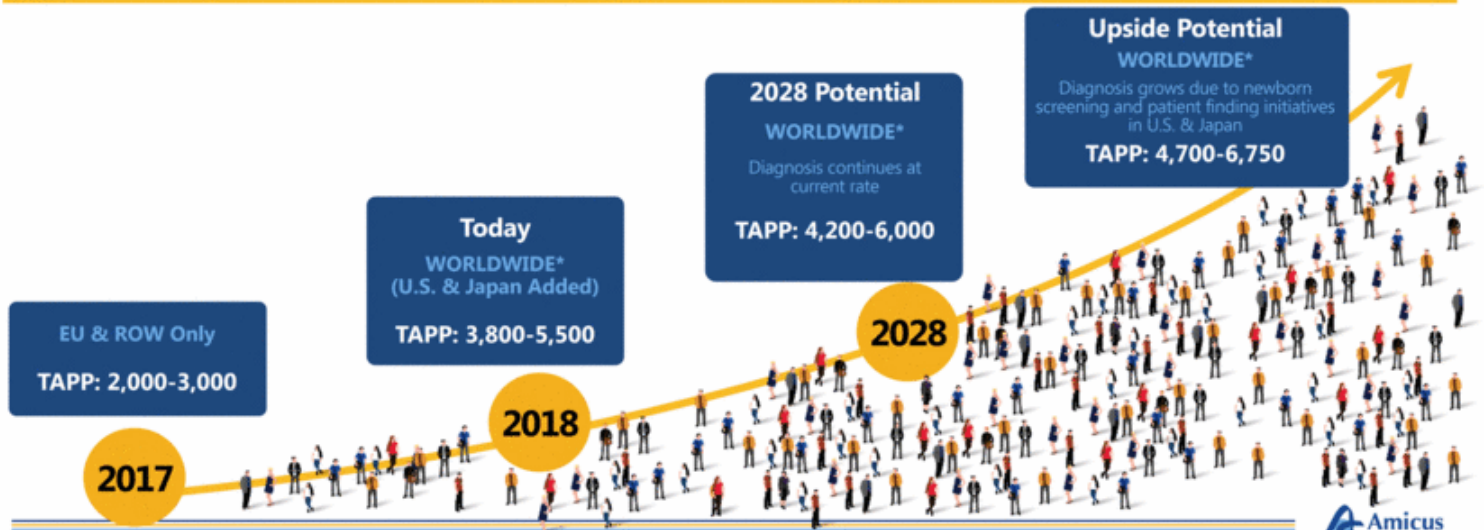 EU & ROW Only
TAPP: 2,000-3,000
2017
Today
WORLDWIDE*
(U.S. & Japan Added)
TAPP: 3,800-5,500
2018
2028 Potential
WORLDWIDE*
Diagnosis continues at
current rate
TAPP: 4,200-6,000
2028
Upside Potential
WORLDWIDE*
Diagnosis grows due to newborn
screening and patient finding initiatives
in U.S. & Japan
TAPP: 4,700-6,750
Amicus